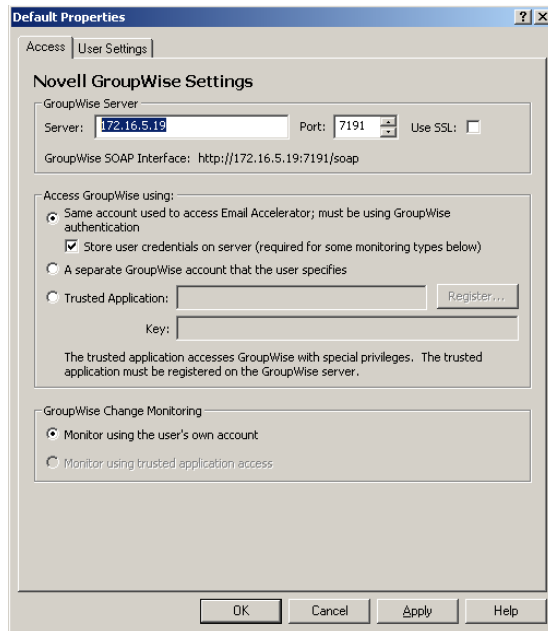 Default Properties
Access
User Settings
Novell GroupWise Settings
GroupWise Server
Server: 172.16.5.19 Port: 7191 Use SSL:
GroupWise SOAP Interface: http://172.16.5.19:7191/soap
Access GroupWise using:
Same account used to access Email Accelerator; must be using GroupWise
authentication
Store user credentials on server (required for some monitoring types below)
A separate GroupWise account that the user specifies
Trusted Application: Register...
Key:
The trusted application accesses GroupWise with special privileges. The trusted
application must be registered on the GroupWise server.
GroupWise Change Monitoring
Monitor using the user's own account
Monitor using trusted application access
OK Cancel Apply Help